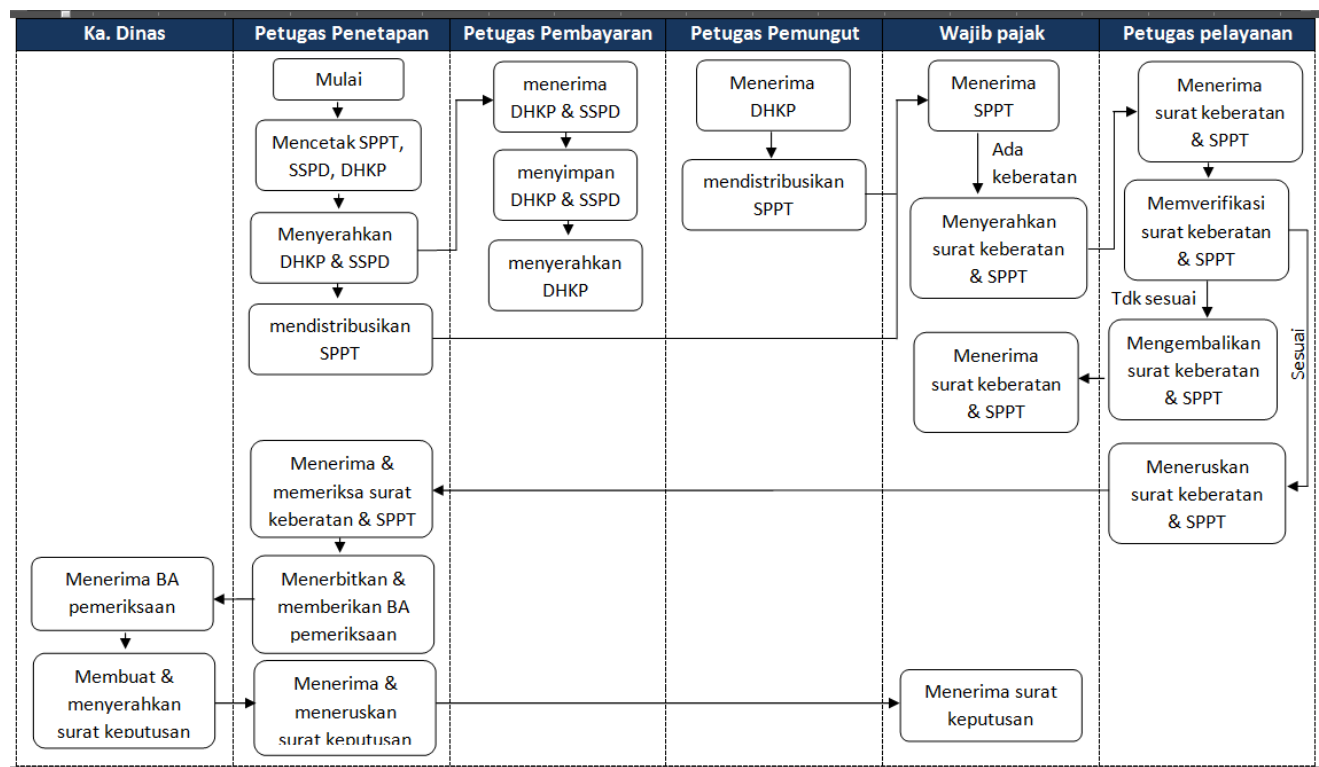 Ka. Dinas
Petugas Penetapan
Petugas Pembayaran
Petugas Pemungut
Wajib pajak
Petugas pelayanan
Mulai
Mencetak SPPT,
SSPD, DHKP
Menyerahkan
DHKP & SSPD
mendistribusikan
SPPT
menerima
DHKP & SSPD
menyimpan
DHKP & SSPD
menyerahkan
DHKP
Menerima
DHKP
mendistribusikan
SPPT
Menerima
SPPT
Ada
keberatan
Menyerahkan
surat keberatan
& SPPT
Menerima
surat keberatan
& SPPT
Memverifikasi
surat keberatan
& SPPT
Tdk sesuai
Sesuai
Mengembalikan
surat keberatan
& SPPT
Menerima
surat keberatan
& SPPT
Meneruskan
surat keberatan
& SPPT
Menerima &
memeriksa surat
keberatan & SPPT
Menerbitkan &
memberikan BA
pemeriksaan
Menerima BA
pemeriksaan
Membuat &
menyerahkan
surat keputusan
Menerima &
meneruskan
surat keputusan
Menerima surat
keputusan